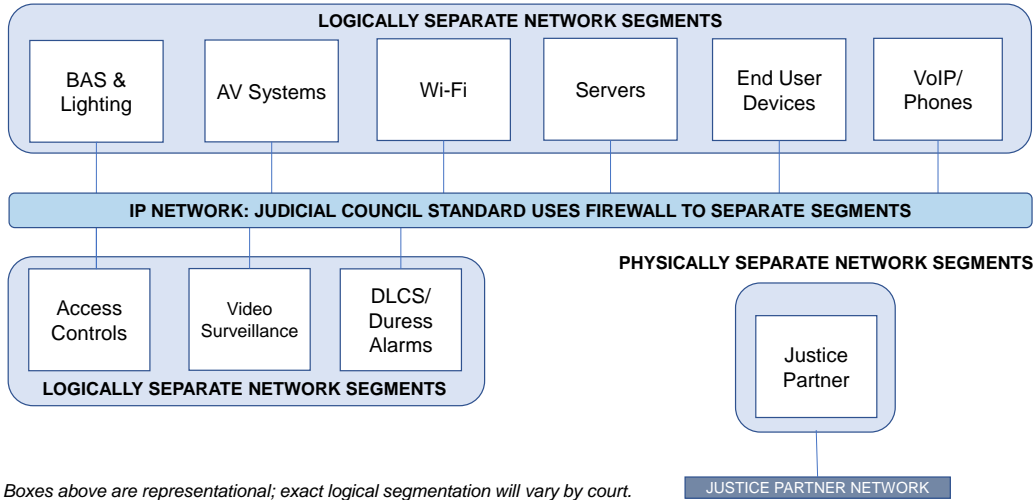 LOGICALLY SEPARATE NETWORK SEGMENTS
BAS &
Lighting
AV Systems
Wi-Fi
Servers
End User
Devices
VoIP/
Phones
IP NETWORK: JUDICIAL COUNCIL STANDARD USES FIREWALL TO SEPARATE SEGMENTS
Access
Controls
Video
Surveillance
DLCS/
Duress
Alarms
LOGICALLY SEPARATE NETWORK SEGMENTS
PHYSICALLY SEPARATE NETWORK SEGMENTS
Justice
Partner
JUSTICE PARTNER NETWORK
Boxes above are representational; exact logical segmentation will vary by court.